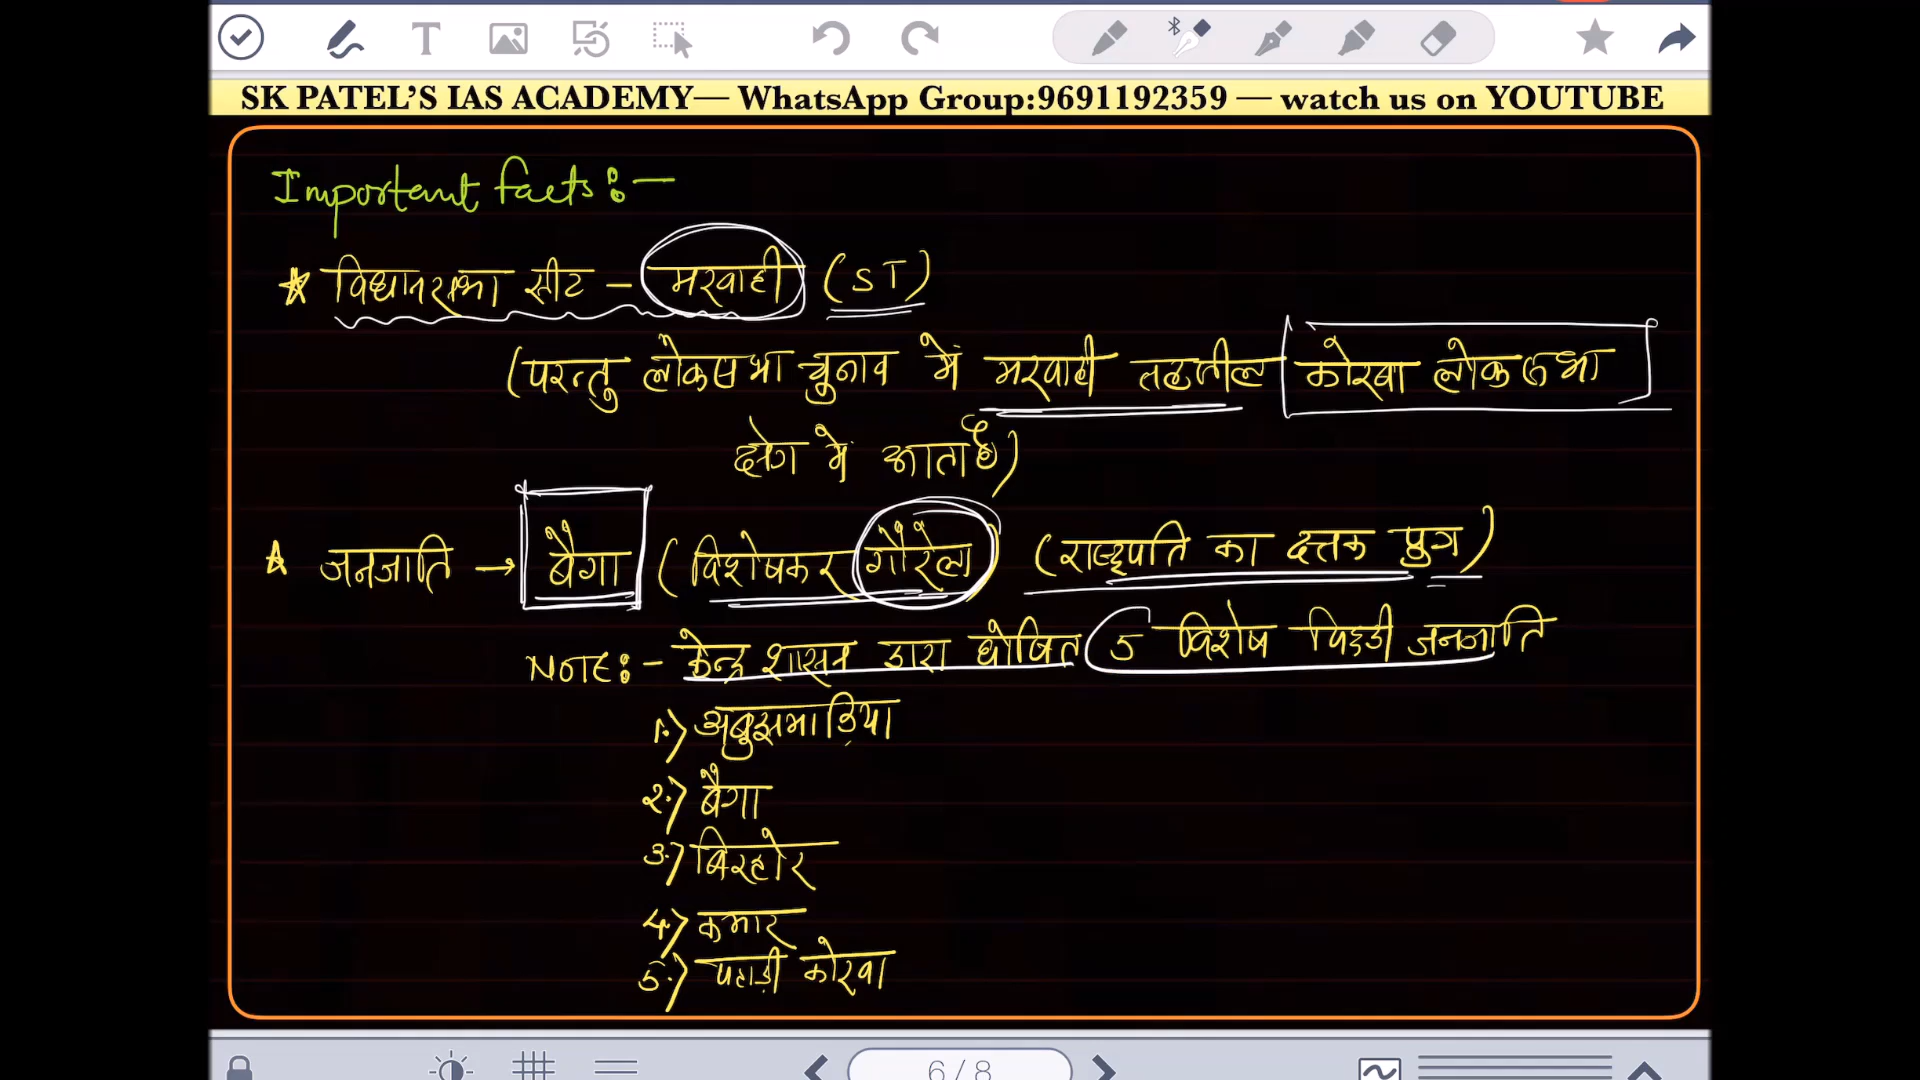 SK PATEL’S IAS ACADEMY— WhatsApp Group:9691192359 — watch us on YOUTUBE
Important facts:—
विधानसभा सीट – मरवाही (ST)
(परन्तु लोकसभा चुनाव में मरवाही तहसील कोरबा लोकसभा
क्षेत्र में आता है)
जनजाति → बैगा (विशेषकर गौरेला) (राष्ट्रपति का दत्तक पुत्र)
NOTE:- केन्द्र शासन द्वारा घोषित 5 विशेष पिछड़ी जनजाति
1.) अबुझमाड़िया
2.) बैगा
3.) बिरहोर
4.) कमार
5.) पहाड़ी कोरवा
6/8